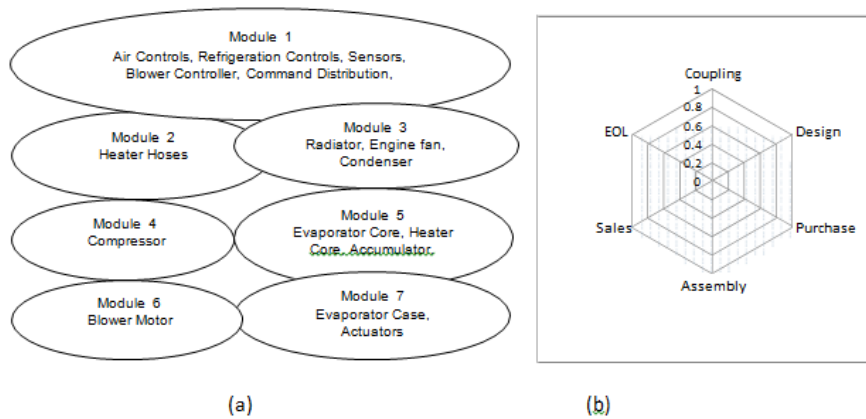 Module 1
Air Controls, Refrigeration Controls, Sensors,
Blower Controller, Command Distribution,
Module 2
Heater Hoses
Module 3
Radiator, Engine fan,
Condenser
Module 4
Compressor
Module 5
Evaporator Core, Heater
Core, Accumulator,
Module 6
Blower Motor
Module 7
Evaporator Case,
Actuators
(a)
Coupling
1
0.8
0.6
0.4
0.2
0
EOL
Design
Sales
Purchase
Assembly
(b)